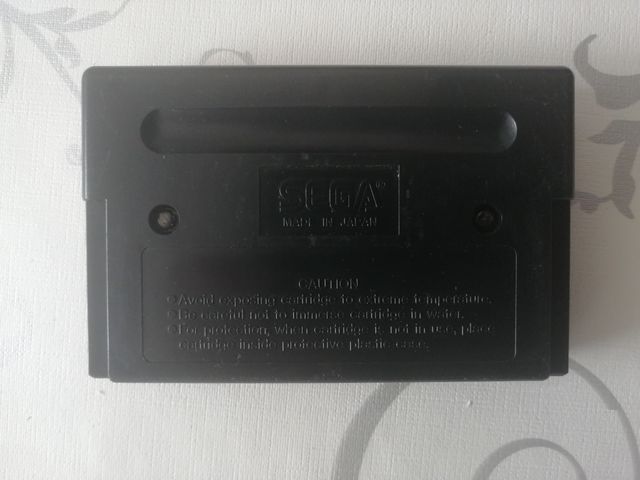 SEGA®
MADE IN JAPAN
CAUTION
●Avoid exposing cartridge to extreme temperature.
●Be careful not to immerse cartridge in water.
●For protection, when cartridge is not in use, place
cartridge inside protective plastic case.